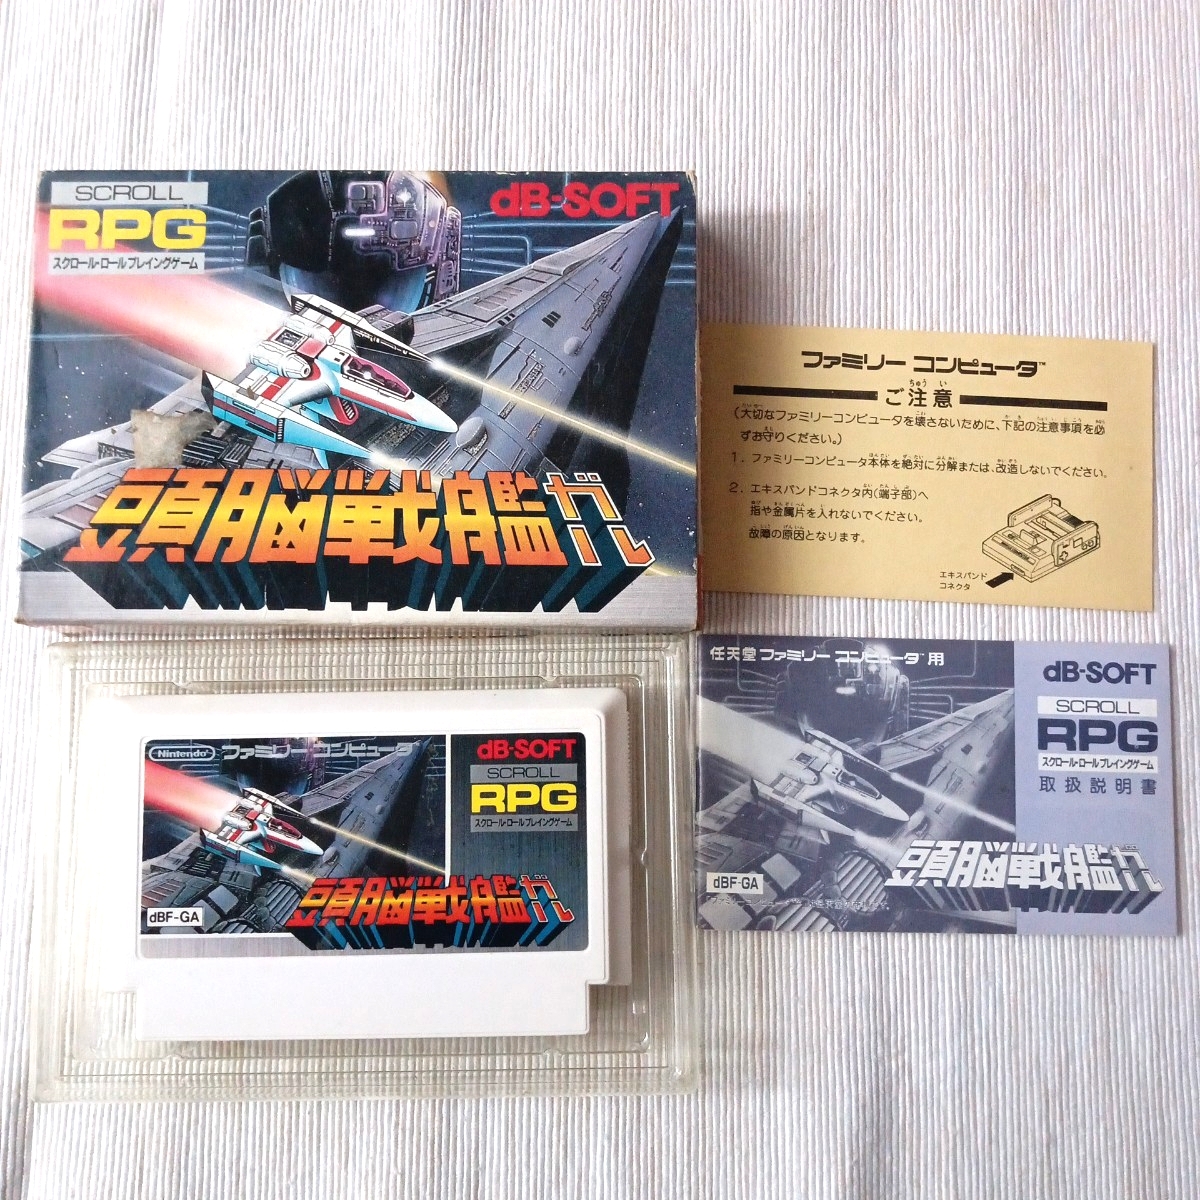 SCROLL
RPG
スクロール・ロールプレイングゲーム
dB-SOFT
頭脳戦艦ガル
ファミリー コンピュータ™
ちゅう い
ご注意
(大切なファミリーコンピュータを壊さないために、下記の注意事項を必
ずお守りください。)
1. ファミリーコンピュータ本体を絶対に分解または、改造しないでください。
2. エキスパンドコネクタ内(端子部)へ
指や金属片を入れないでください。
故障の原因となります。
エキスパンド
コネクタ
Nintendo®
ファミリーコンピュータ™
dB-SOFT
SCROLL
RPG
スクロール・ロールプレイングゲーム
頭脳戦艦ガル
dBF-GA
任天堂 ファミリー コンピュータ™用
dB-SOFT
SCROLL
RPG
スクロール・ロールプレイングゲーム
取扱説明書
頭脳戦艦ガル
dBF-GA